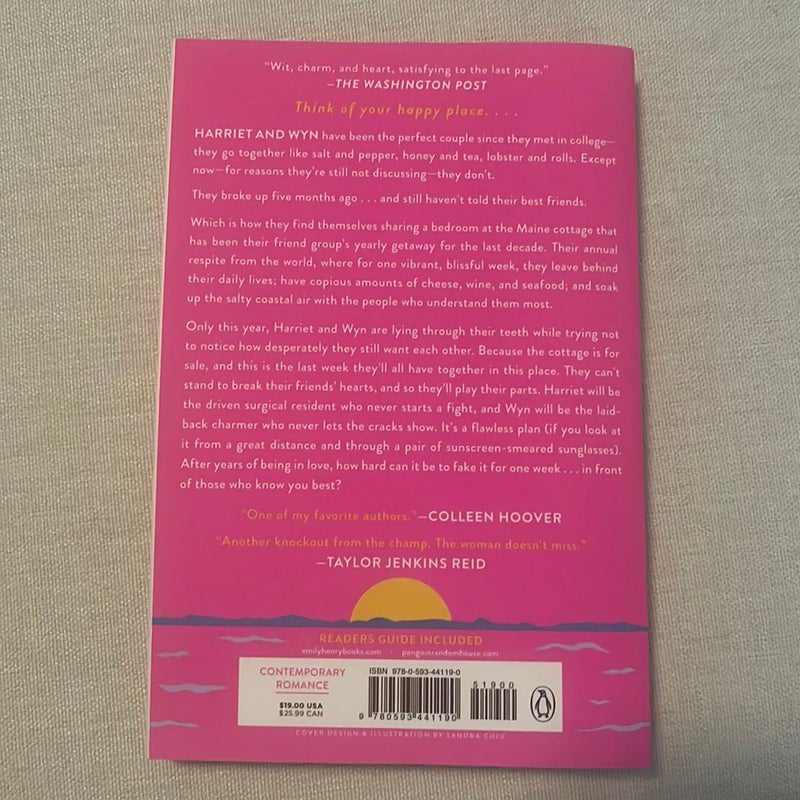 “Wit, charm, and heart, satisfying to the last page.”
—THE WASHINGTON POST
Think of your happy place. . . .
HARRIET AND WYN have been the perfect couple since they met in college—
they go together like salt and pepper, honey and tea, lobster and rolls. Except
now—for reasons they’re still not discussing—they don’t.
They broke up five months ago . . . and still haven’t told their best friends.
Which is how they find themselves sharing a bedroom at the Maine cottage that
has been their friend group’s yearly getaway for the last decade. Their annual
respite from the world, where for one vibrant, blissful week, they leave behind
their daily lives; have copious amounts of cheese, wine, and seafood; and soak
up the salty coastal air with the people who understand them most.
Only this year, Harriet and Wyn are lying through their teeth while trying not
to notice how desperately they still want each other. Because the cottage is for
sale, and this is the last week they’ll all have together in this place. They can’t
stand to break their friends’ hearts, and so they’ll play their parts. Harriet will be
the driven surgical resident who never starts a fight, and Wyn will be the laid-
back charmer who never lets the cracks show. It’s a flawless plan (if you look at
it from a great distance and through a pair of sunscreen-smeared sunglasses).
After years of being in love, how hard can it be to fake it for one week . . . in front
of those who know you best?
“One of my favorite authors.”—COLLEEN HOOVER
“Another knockout from the champ. The woman doesn’t miss.”
—TAYLOR JENKINS REID
READERS GUIDE INCLUDED
emilyhenrybooks.com · penguinrandomhouse.com
CONTEMPORARY
ROMANCE
$19.00 USA
$25.99 CAN
ISBN 978-0-593-44119-0
51900
9 780593 441190
COVER DESIGN & ILLUSTRATION BY SANDRA CHIU